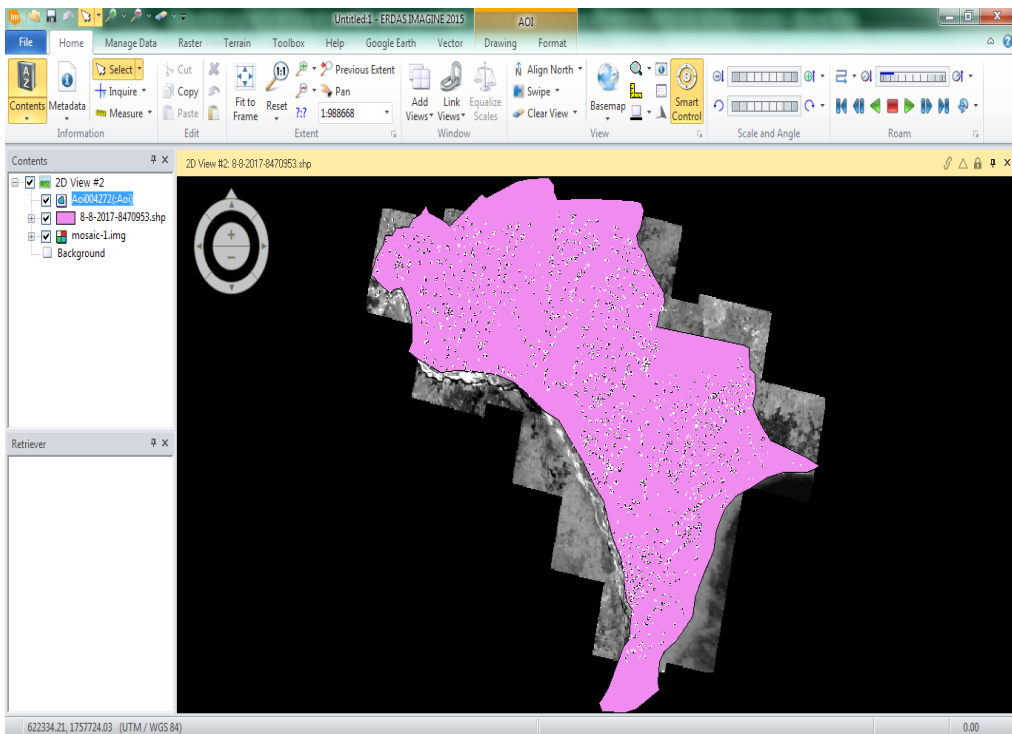 Untitled:1 - ERDAS IMAGINE 2015
AOI
File Home Manage Data Raster Terrain Toolbox Help Google Earth Vector Drawing Format
Contents
Metadata
Select
Inquire
Measure
Information
Cut
Copy
Paste
Edit
Fit to Frame
1:1
Reset
Previous Extent
Pan
?:?
1:988668
Extent
Add Views
Link Views
Equalize Scales
Window
Align North
Swipe
Clear View
Basemap
Smart Control
View
Scale and Angle
Roam
Contents
2D View #2
Aoi004272(:Aoi)
8-8-2017-8470953.shp
mosaic-1.img
Background
Retriever
2D View #2: 8-8-2017-8470953.shp
622334.21, 1757724.03 (UTM / WGS 84)
0.00